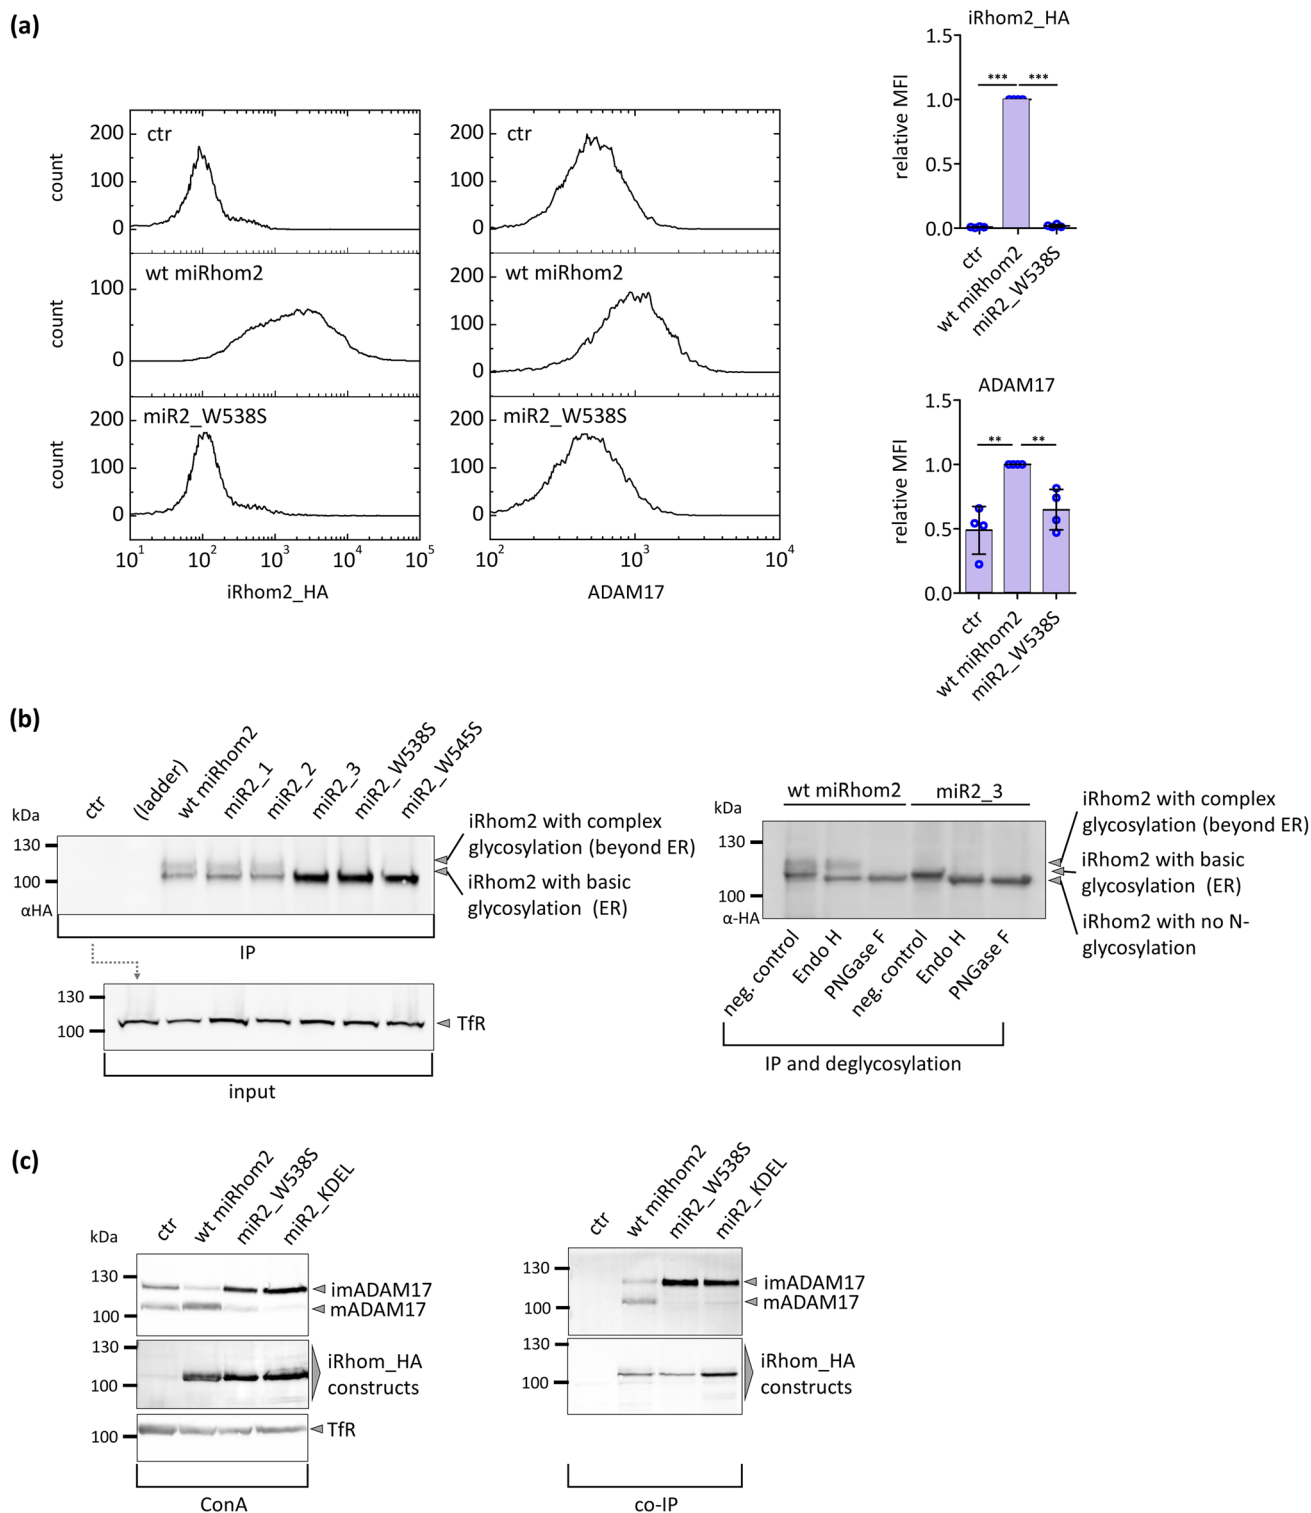 (a)
iRhom2_HA
1.5
1.0
0.5
0.0
relative MFI
***
***
ctr
wt miRhom2
miR2_W538S
200
100
0
count
ctr
ctr
200
100
0
100
0
count
wt miRhom2
wt miRhom2
200
100
0
200
100
0
count
miR2_W538S
miR2_W538S
200
100
0
10¹
10²
10³
10⁴
10⁵
iRhom2_HA
10²
10³
10⁴
ADAM17
ADAM17
1.5
1.0
0.5
0.0
relative MFI
**
**
ctr
wt miRhom2
miR2_W538S
(b)
kDa
ctr
(ladder)
wt miRhom2
miR2_1
miR2_2
miR2_3
miR2_W538S
miR2_W545S
130
100
αHA
iRhom2 with complex
glycosylation (beyond ER)
iRhom2 with basic
glycosylation (ER)
IP
130
100
TfR
input
kDa
wt miRhom2
miR2_3
130
100
α-HA
iRhom2 with complex
glycosylation (beyond ER)
iRhom2 with basic
glycosylation (ER)
iRhom2 with no N-
glycosylation
neg. control
Endo H
PNGase F
neg. control
Endo H
PNGase F
IP and deglycosylation
(c)
kDa
ctr
wt miRhom2
miR2_W538S
miR2_KDEL
130
100
imADAM17
mADAM17
130
100
iRhom_HA
constructs
100
TfR
ConA
ctr
wt miRhom2
miR2_W538S
miR2_KDEL
130
100
imADAM17
mADAM17
130
100
iRhom_HA
constructs
co-IP